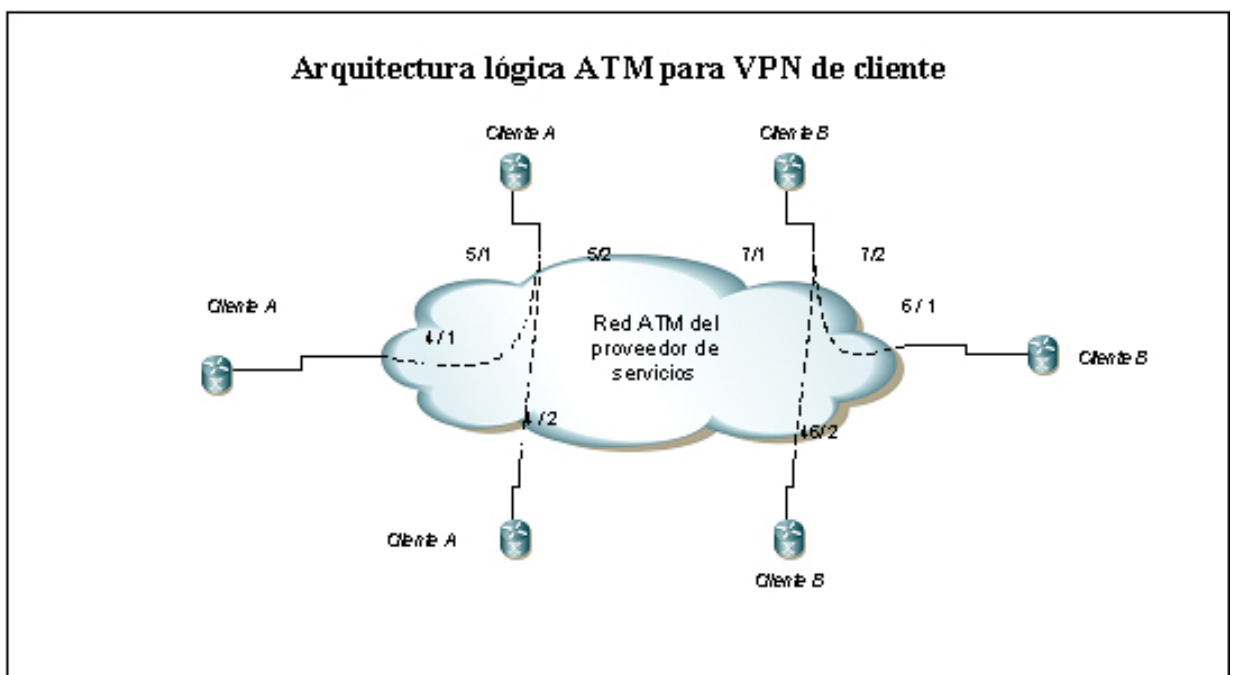 Arquitectura lógica ATM para VPN de cliente
Cliente A
Cliente B
5/1
5/2
7/1
7/2
Cliente A
6 / 1
4 / 1
Red ATM del
proveedor de
servicios
Cliente B
4 / 2
6/2
Cliente A
Cliente B